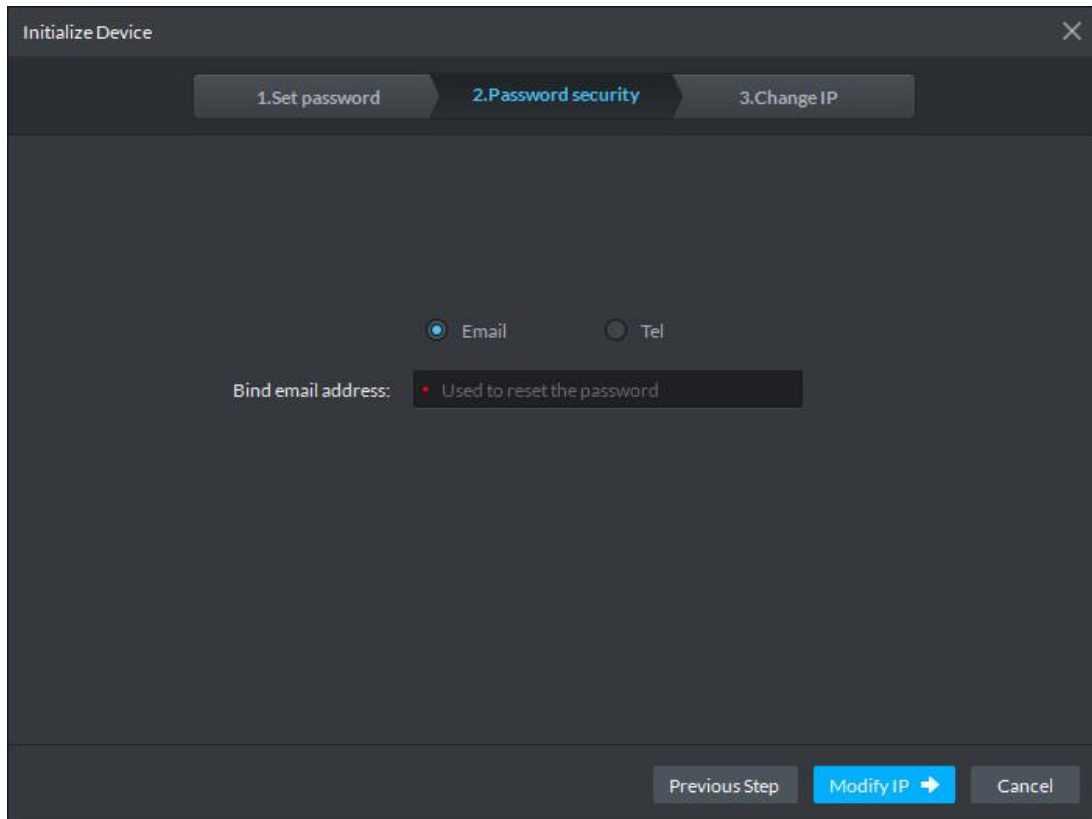 Initialize Device
1.Set password 2.Password security 3.Change IP
Email Tel
Bind email address: * Used to reset the password
Previous Step Modify IP Cancel